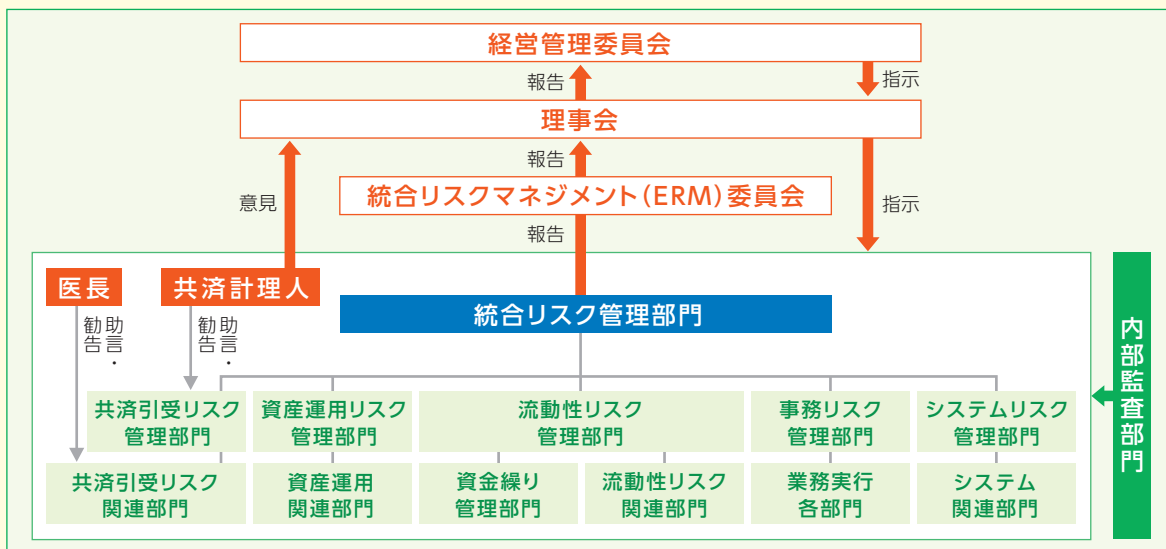 経営管理委員会
報告
指示
理事会
報告
意見
統合リスクマネジメント（ERM）委員会
指示
報告
医長
共済計理人
統合リスク管理部門
助言・
勧告
助言・
勧告
内部監査部門
共済引受リスク
管理部門
資産運用リスク
管理部門
流動性リスク
管理部門
事務リスク
管理部門
システムリスク
管理部門
共済引受リスク
関連部門
資産運用
関連部門
資金繰り
管理部門
流動性リスク
関連部門
業務実行
各部門
システム
関連部門